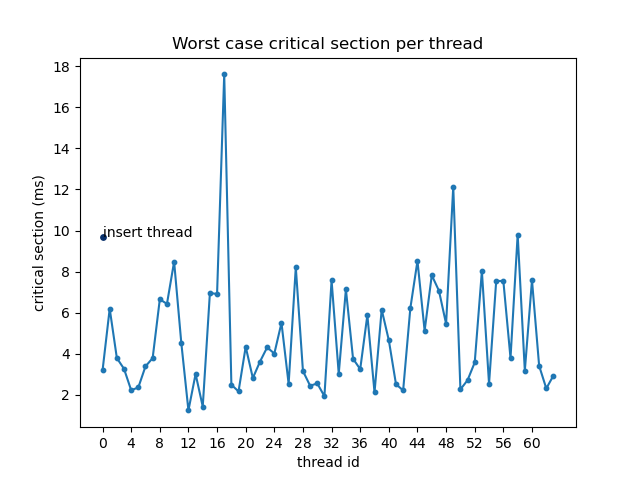 Worst case critical section per thread
critical section (ms)
18
16
14
12
10
8
6
4
2
insert thread
0 4 8 12 16 20 24 28 32 36 40 44 48 52 56 60
thread id